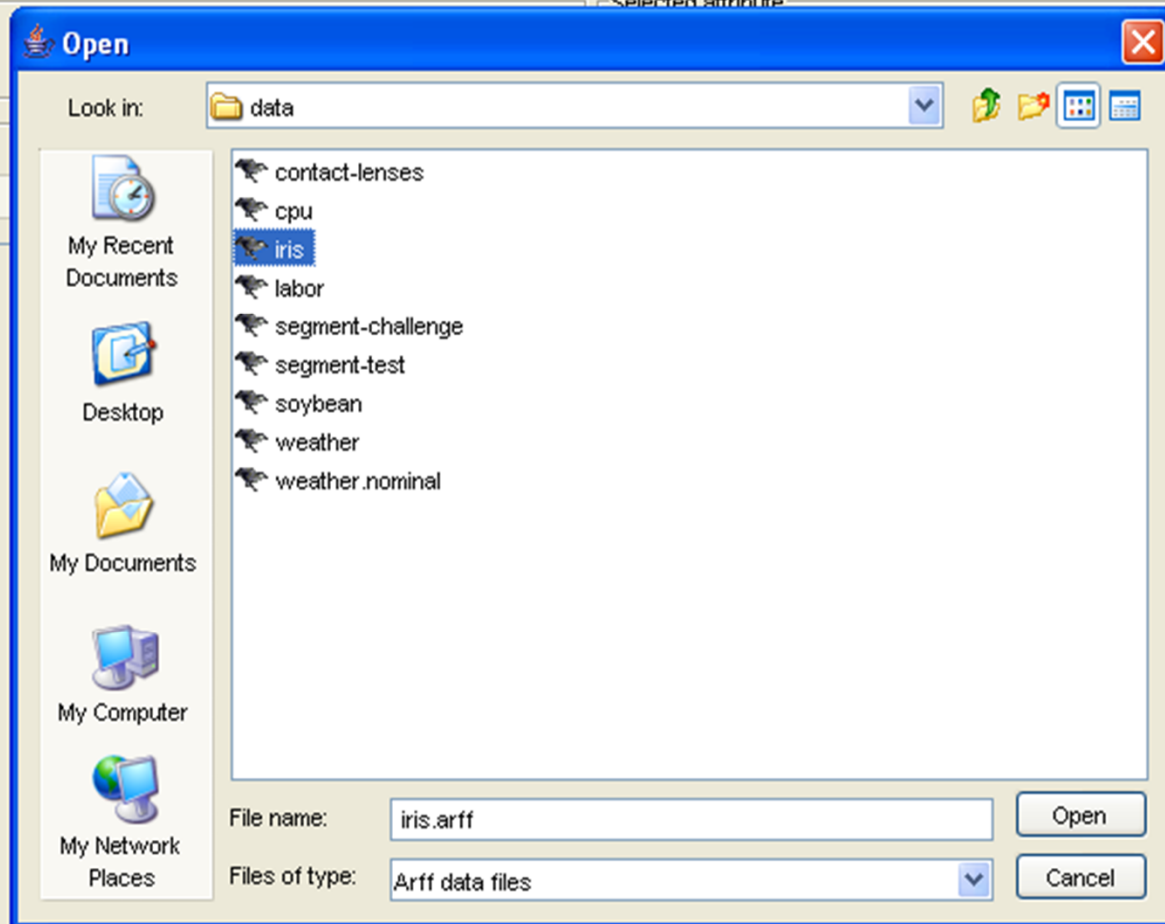 Selected attribute
Open
Look in:
data
My Recent
Documents
Desktop
My Documents
My Computer
My Network
Places
contact-lenses
cpu
iris
labor
segment-challenge
segment-test
soybean
weather
weather.nominal
File name:
iris.arff
Open
Files of type:
Arff data files
Cancel